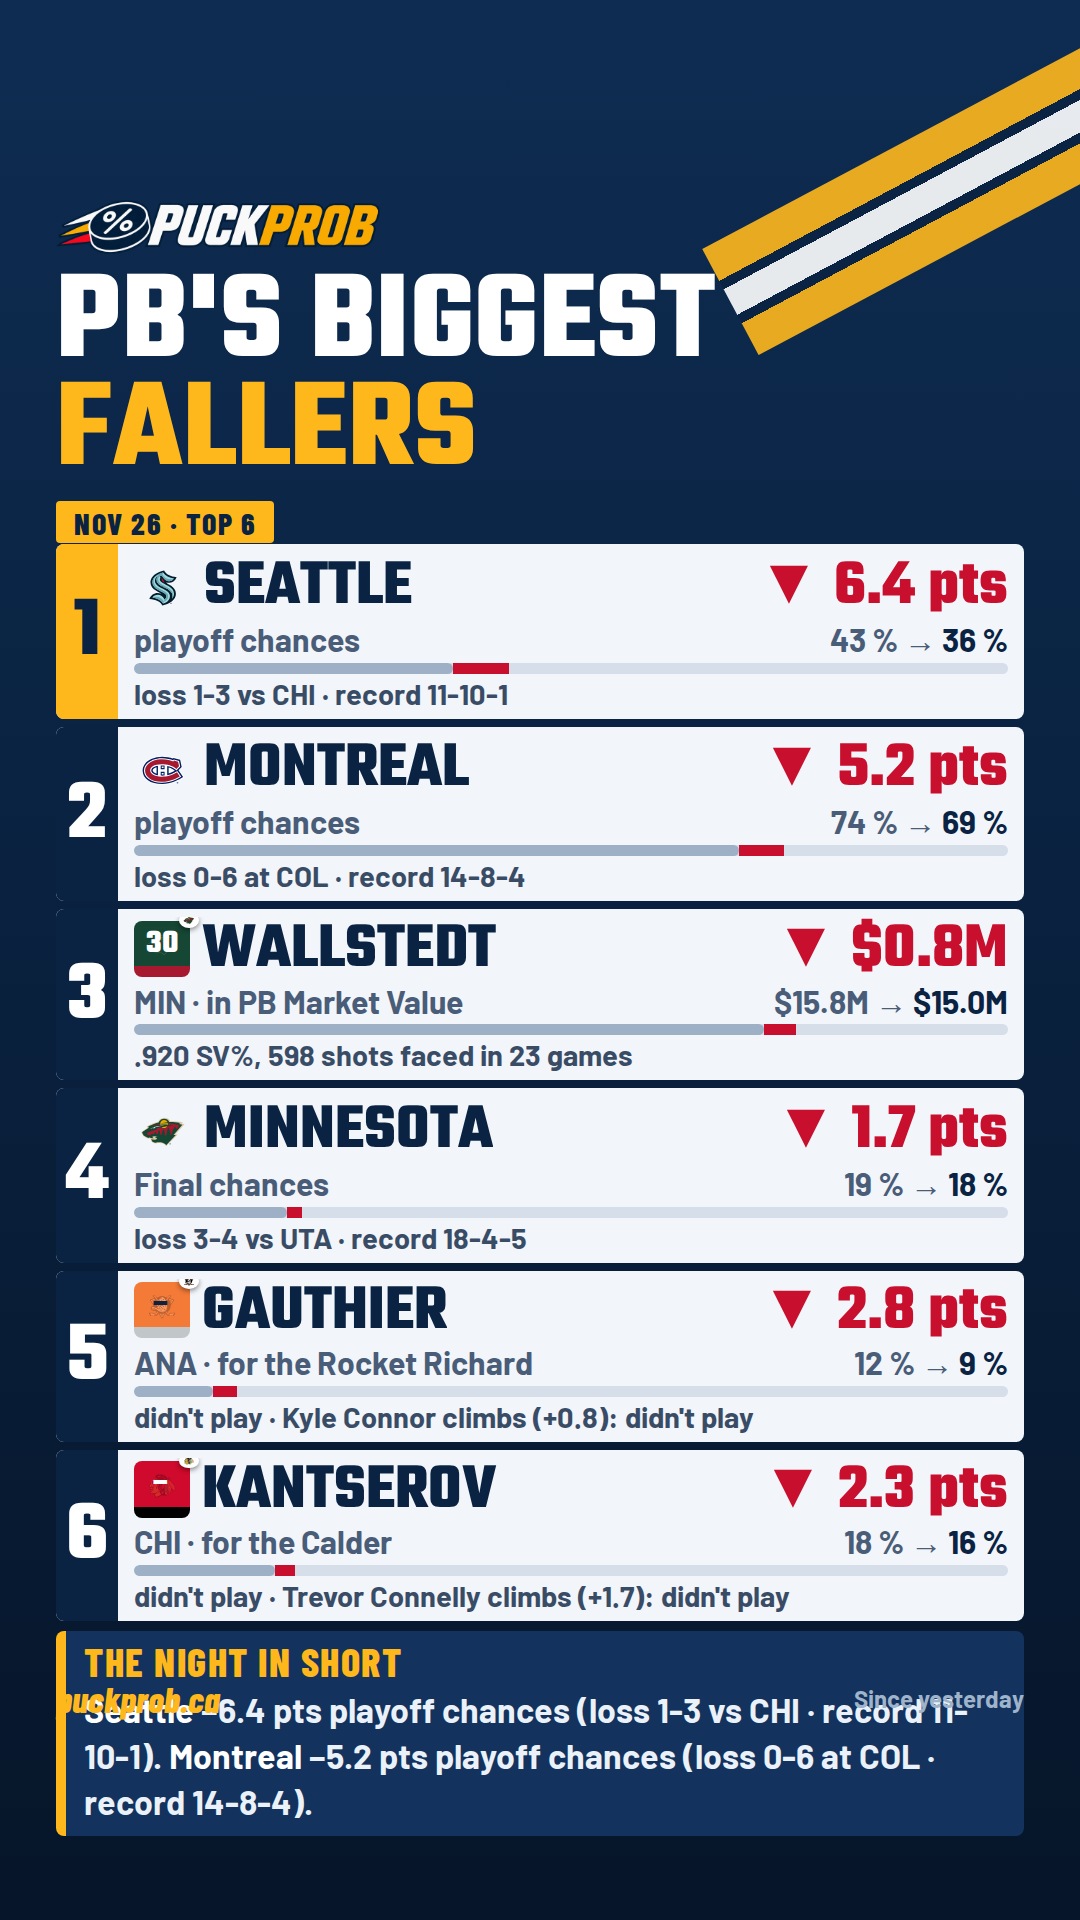 % PUCKPROB
PB'S BIGGEST
FALLERS
NOV 26 · TOP 6
1
SEATTLE
▼ 6.4 pts
playoff chances
43 % → 36 %
loss 1-3 vs CHI · record 11-10-1
2
MONTREAL
▼ 5.2 pts
playoff chances
74 % → 69 %
loss 0-6 at COL · record 14-8-4
3
30
WALLSTEDT
▼ $0.8M
MIN · in PB Market Value
$15.8M → $15.0M
.920 SV%, 598 shots faced in 23 games
4
MINNESOTA
▼ 1.7 pts
Final chances
19 % → 18 %
loss 3-4 vs UTA · record 18-4-5
5
GAUTHIER
▼ 2.8 pts
ANA · for the Rocket Richard
12 % → 9 %
didn't play · Kyle Connor climbs (+0.8): didn't play
6
KANTSEROV
▼ 2.3 pts
CHI · for the Calder
18 % → 16 %
didn't play · Trevor Connelly climbs (+1.7): didn't play
THE NIGHT IN SHORT
puckprob.ca
Since yesterday
Seattle −6.4 pts playoff chances (loss 1-3 vs CHI · record 11-
10-1). Montreal −5.2 pts playoff chances (loss 0-6 at COL ·
record 14-8-4).